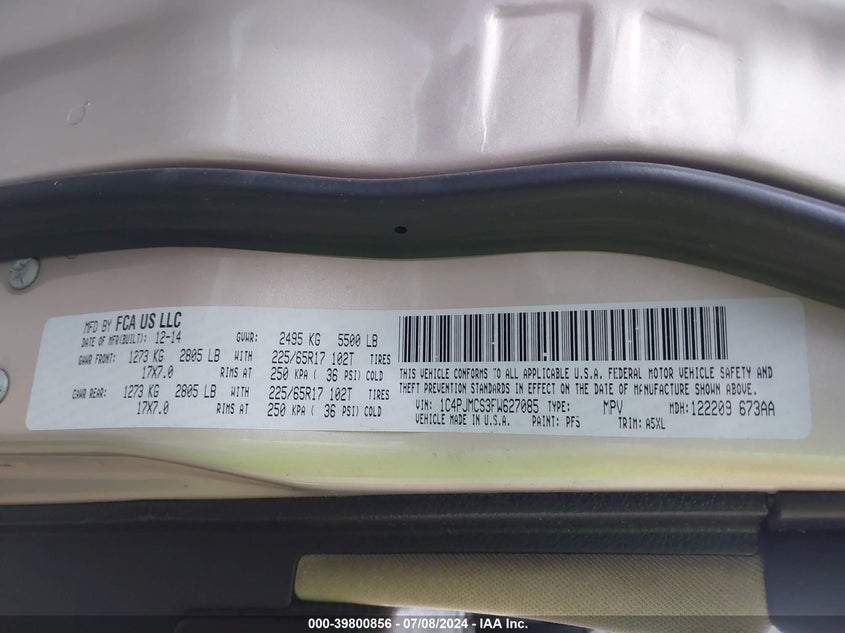 MFD BY FCA US LLC
DATE OF MFR(BUILT): 12-14 GVWR: 2495 KG 5500 LB
GAWR FRONT: 1273 KG 2805 LB WITH 225/65R17 102T TIRES
17X7.0 RIMS AT 250 KPA ( 36 PSI) COLD
GAWR REAR: 1273 KG 2805 LB WITH 225/65R17 102T TIRES
17X7.0 RIMS AT 250 KPA ( 36 PSI) COLD
THIS VEHICLE CONFORMS TO ALL APPLICABLE U.S.A. FEDERAL MOTOR VEHICLE SAFETY AND
THEFT PREVENTION STANDARDS IN EFFECT ON THE DATE OF MANUFACTURE SHOWN ABOVE.
VIN: 1C4PJMCS3FW627085 TYPE: MPV MDH: 122209 673AA
VEHICLE MADE IN U.S.A. PAINT: PFS TRIM: A5XL
000-39800856 - 07/08/2024 - IAA Inc.